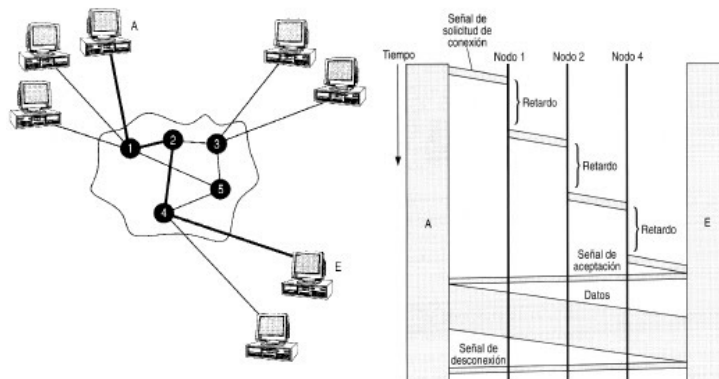 A
1
2
3
5
4
E
Señal de
solicitud de
conexión
Tiempo
Nodo 1
Nodo 2
Nodo 4
Retardo
Retardo
Retardo
A
E
Señal de
aceptación
Datos
Señal de
desconexión